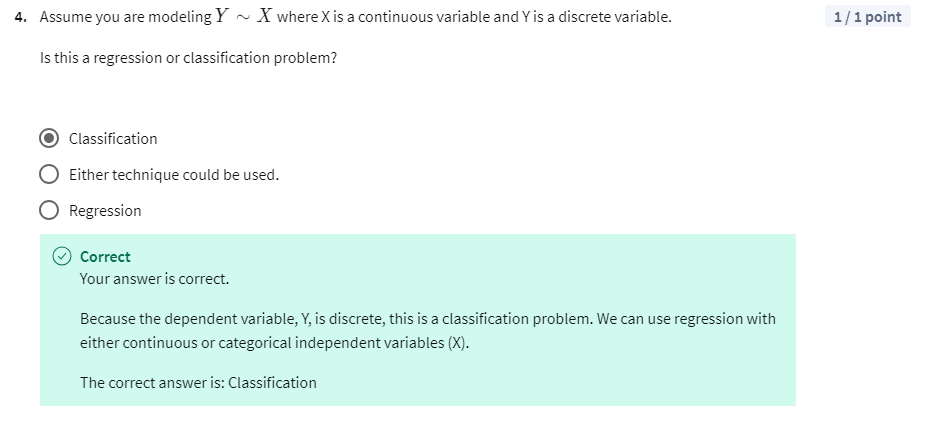 4. Assume you are modeling Y ~ X where X is a continuous variable and Y is a discrete variable.
1 / 1 point
Is this a regression or classification problem?
Classification
Either technique could be used.
Regression
Correct
Your answer is correct.
Because the dependent variable, Y, is discrete, this is a classification problem. We can use regression with
either continuous or categorical independent variables (X).
The correct answer is: Classification